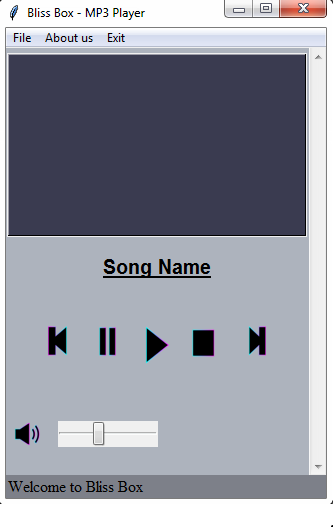 Bliss Box - MP3 Player
File About us Exit
Song Name
Welcome to Bliss Box